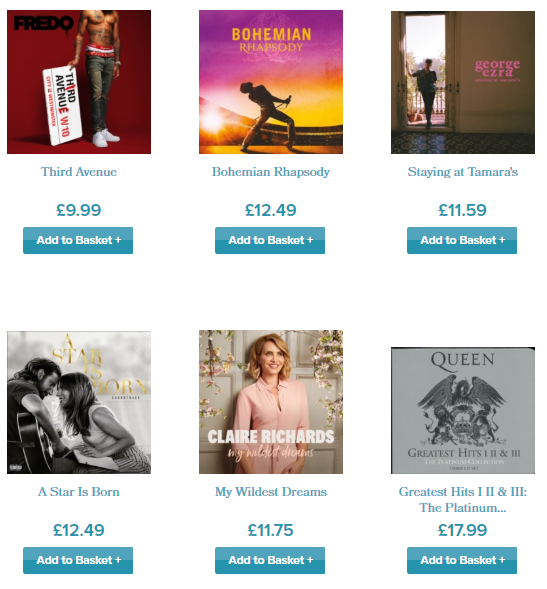 FREDO
THIRD
AVENUE W10
CITY OF WESTMINSTER
Third Avenue
£9.99
Add to Basket +
BOHEMIAN
RHAPSODY
Bohemian Rhapsody
£12.49
Add to Basket +
george
ezra
staying at tamara's
Staying at Tamara's
£11.59
Add to Basket +
A
STAR
IS
BORN
SOUNDTRACK
A Star Is Born
£12.49
Add to Basket +
CLAIRE RICHARDS
my wildest dreams
My Wildest Dreams
£11.75
Add to Basket +
QUEEN
GREATEST HITS I II & III
THE PLATINUM COLLECTION
Greatest Hits I II & III:
The Platinum...
£17.99
Add to Basket +